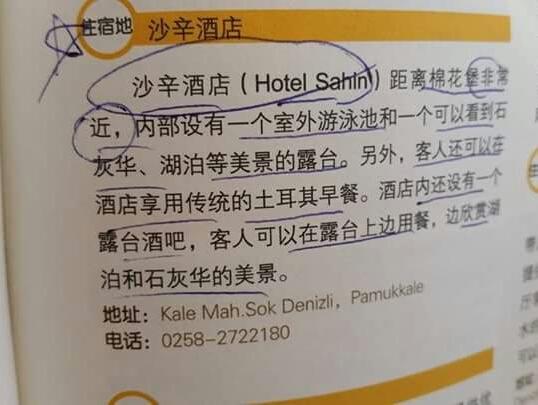 住宿地 沙辛酒店
沙辛酒店（Hotel Sahin）距离棉花堡非常
近，内部设有一个室外游泳池和一个可以看到石
灰华、湖泊等美景的露台。另外，客人还可以在
酒店享用传统的土耳其早餐。酒店内还设有一个
露台酒吧，客人可以在露台上边用餐，边欣赏湖
泊和石灰华的美景。
地址：Kale Mah.Sok Denizli，Pamukkale
电话：0258-2722180